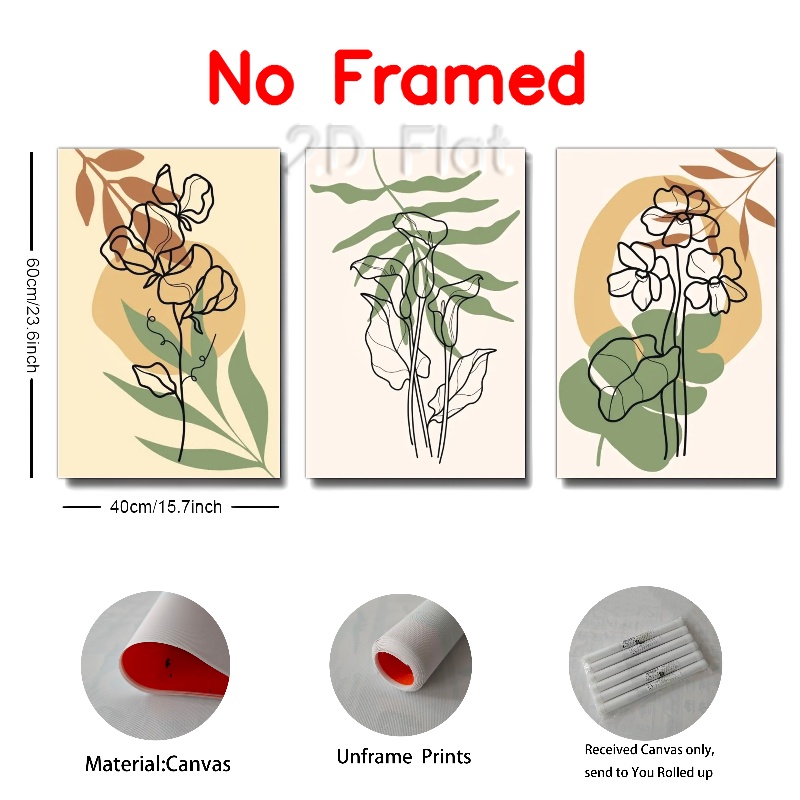 No Framed
2D Flat
60cm/23.6inch
40cm/15.7inch
Material:Canvas
Unframe Prints
Received Canvas only,
send to You Rolled up